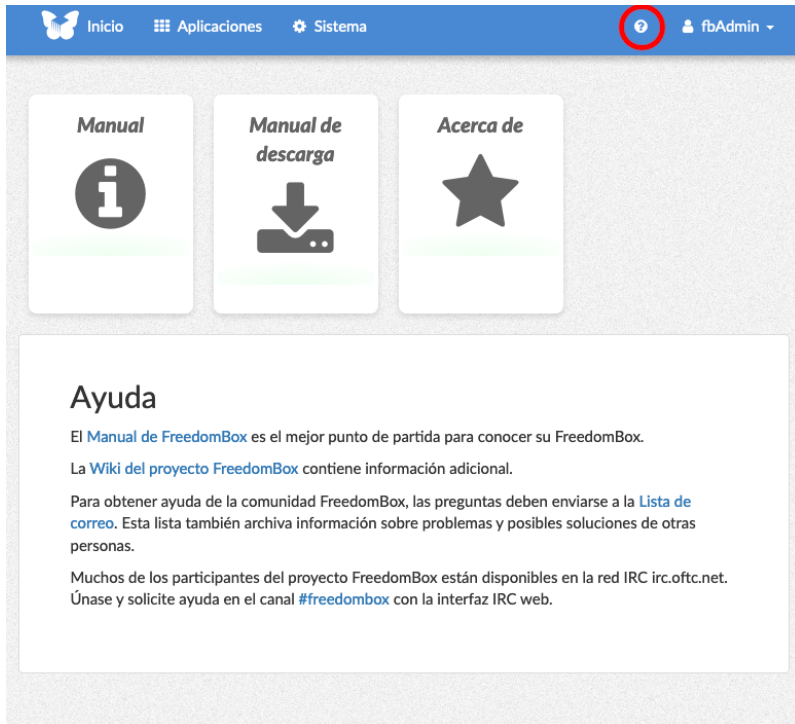 Inicio Aplicaciones Sistema fbAdmin
Manual
Manual de
descarga
Acerca de
Ayuda
El Manual de FreedomBox es el mejor punto de partida para conocer su FreedomBox.
La Wiki del proyecto FreedomBox contiene información adicional.
Para obtener ayuda de la comunidad FreedomBox, las preguntas deben enviarse a la Lista de
correo. Esta lista también archiva información sobre problemas y posibles soluciones de otras
personas.
Muchos de los participantes del proyecto FreedomBox están disponibles en la red IRC irc.oftc.net.
Únase y solicite ayuda en el canal #freedombox con la interfaz IRC web.